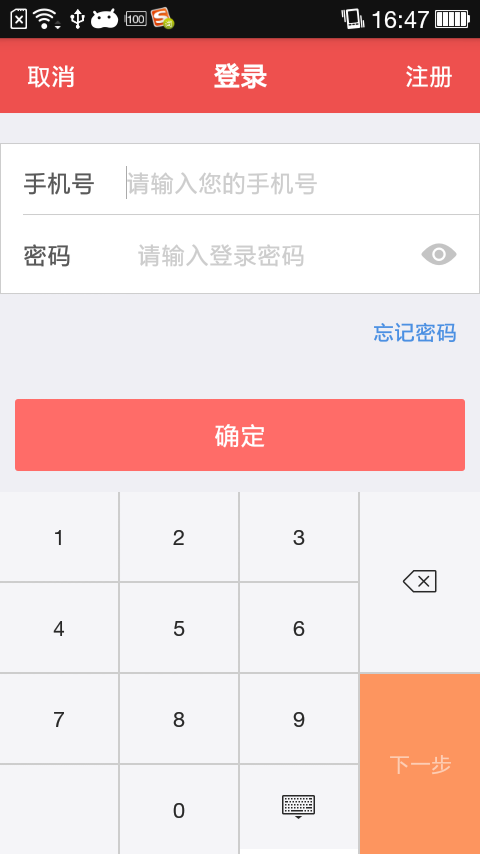 100 16:47
取消 登录 注册
手机号 请输入您的手机号
密码 请输入登录密码
忘记密码
确定
1 2 3
4 5 6
7 8 9
下一步
0